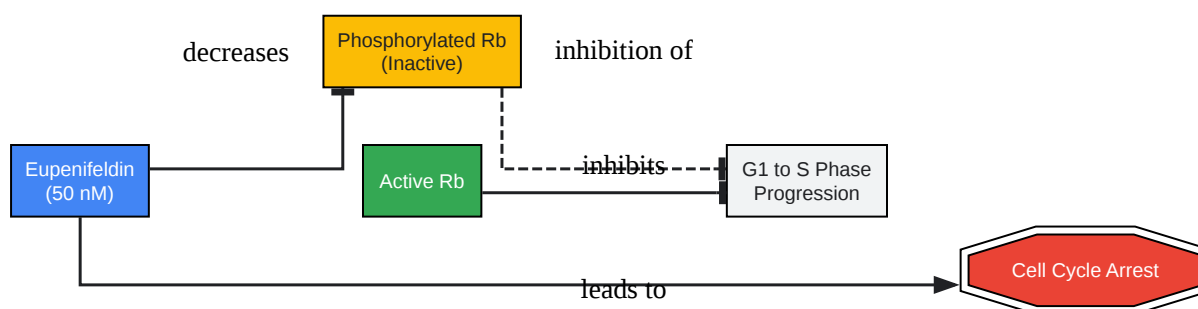 decreases
Phosphorylated Rb
(Inactive)
inhibition of
Eupenifeldin
(50 nM)
Active Rb
inhibits
G1 to S Phase
Progression
Cell Cycle Arrest
leads to